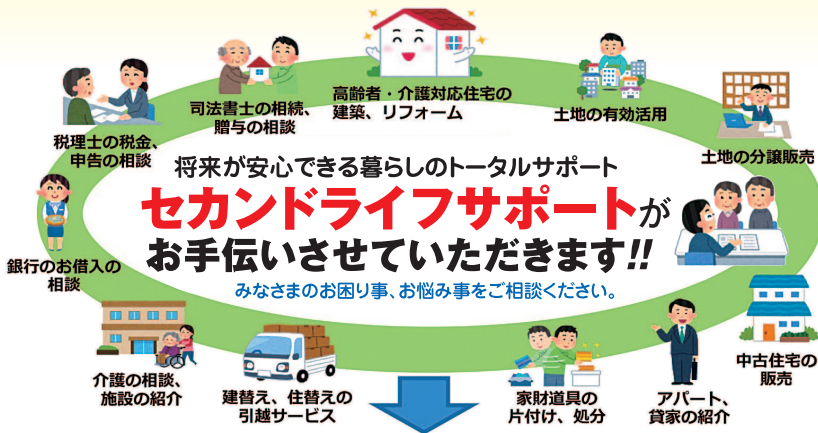 高齢者・介護対応住宅の
建築、リフォーム
司法書士の相続、
贈与の相談
土地の有効活用
税理士の税金、
申告の相談
土地の分譲販売
将来が安心できる暮らしのトータルサポート
セカンドライフサポートが
お手伝いさせていただきます!!
みなさまのお困り事、お悩み事をご相談ください。
銀行のお借入の
相談
中古住宅の
販売
介護の相談、
施設の紹介
建替え、住替えの
引越サービス
家財道具の
片付け、処分
アパート、
貸家の紹介